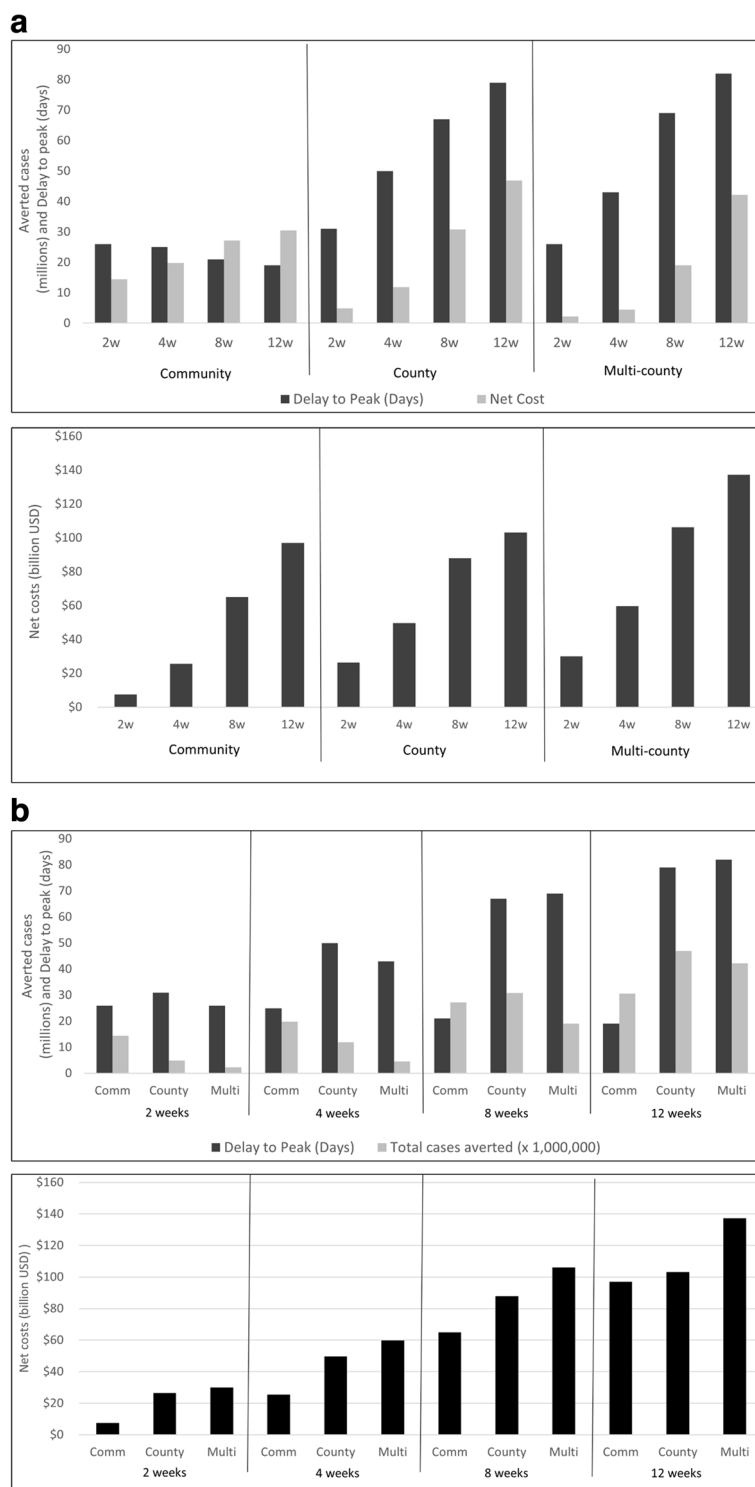 a
Averted cases
(millions) and Delay to peak (days)
90
80
70
60
50
40
30
20
10
0
2w 4w 8w 12w 2w 4w 8w 12w 2w 4w 8w 12w
Community County Multi-county
Delay to Peak (Days) Net Cost
Net costs (billion USD)
$160
$140
$120
$100
$80
$60
$40
$20
$0
2w 4w 8w 12w 2w 4w 8w 12w 2w 4w 8w 12w
Community County Multi-county
b
Averted cases
(millions) and Delay to peak (days)
90
80
70
60
50
40
30
20
10
0
Comm County Multi Comm County Multi Comm County Multi Comm County Multi
2 weeks 4 weeks 8 weeks 12 weeks
Delay to Peak (Days) Total cases averted (x 1,000,000)
Net costs (billion USD) )
$160
$140
$120
$100
$80
$60
$40
$20
$0
Comm County Multi Comm County Multi Comm County Multi Comm County Multi
2 weeks 4 weeks 8 weeks 12 weeks